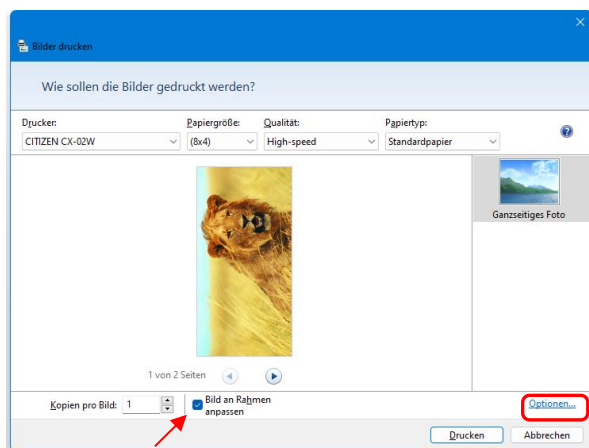 Bilder drucken
Wie sollen die Bilder gedruckt werden?
Drucker: Papiergröße: Qualität: Papiertyp:
CITIZEN CX-02W (8x4) High-speed Standardpapier
Ganzseitiges Foto
1 von 2 Seiten
Kopien pro Bild: 1 Bild an Rahmen
anpassen
Optionen...
Drucken Abbrechen